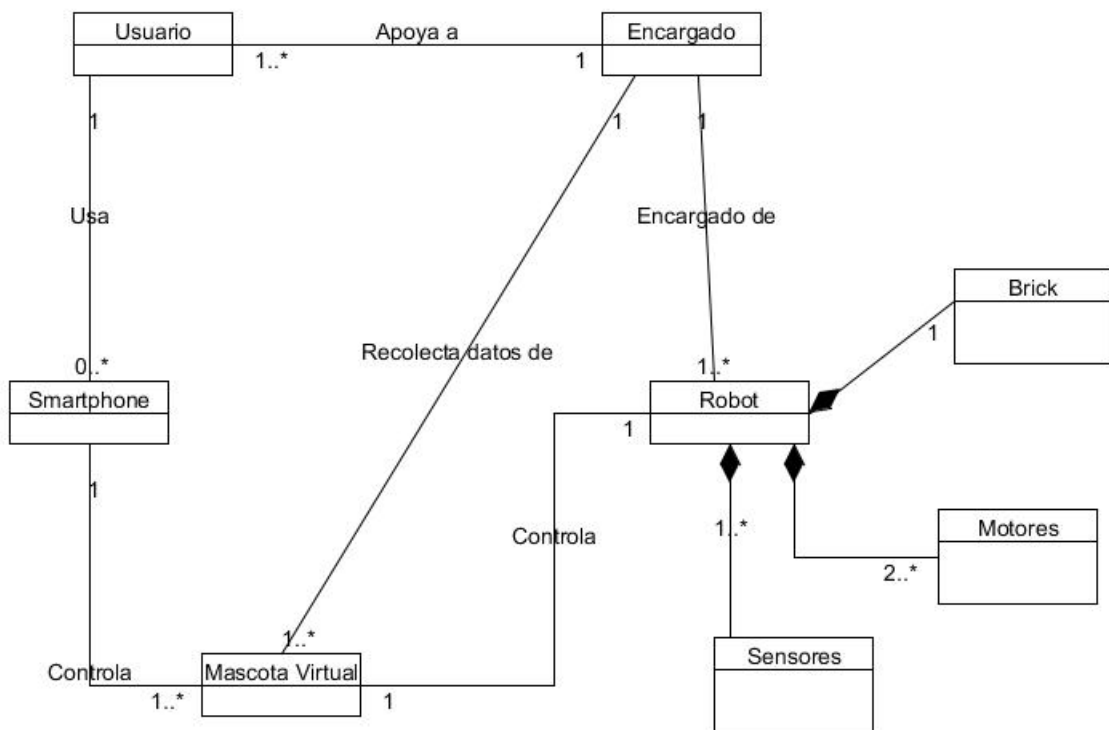 Usuario
Apoya a
Encargado
1..*
1
1
1
1
Usa
Encargado de
Brick
1
Recolecta datos de
0..*
1..*
Smartphone
Robot
1
1
1..*
Controla
Motores
2..*
1..*
Sensores
Mascota Virtual
Controla
1..*
1